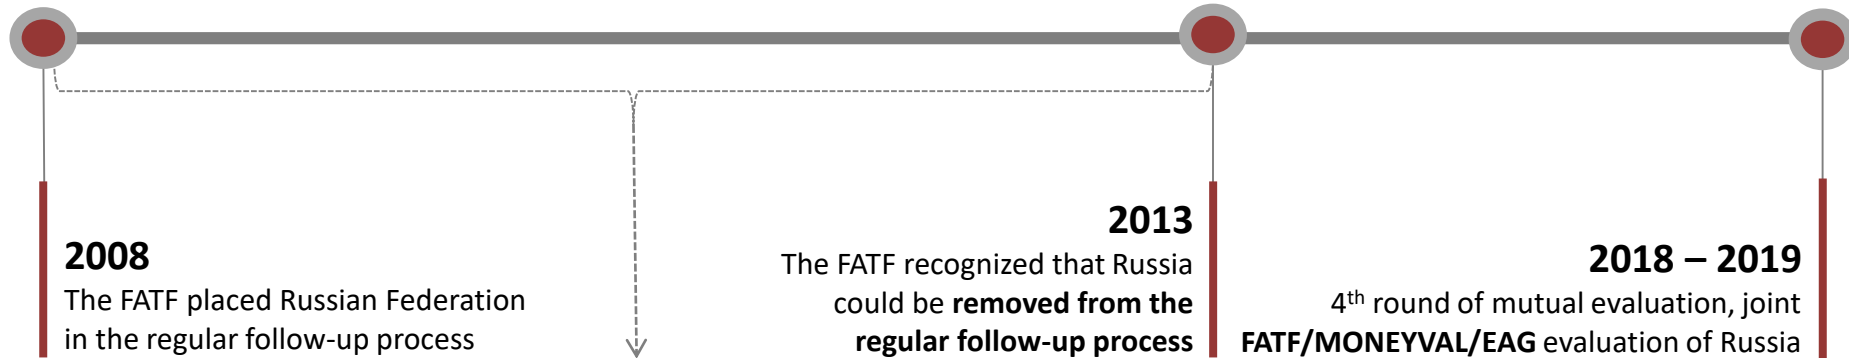 2008
The FATF placed Russian Federation
in the regular follow-up process
2013
The FATF recognized that Russia
could be removed from the
regular follow-up process
2018 – 2019
4th round of mutual evaluation, joint
FATF/MONEYVAL/EAG evaluation of Russia